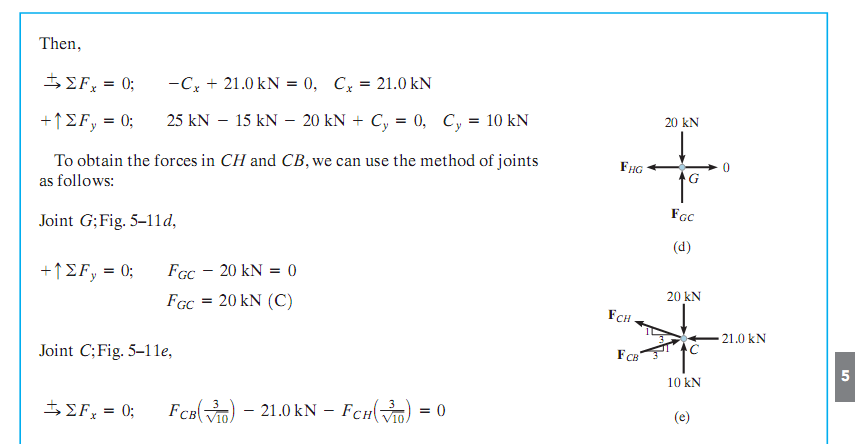 Then,
→+ ΣFx = 0; −Cx + 21.0 kN = 0, Cx = 21.0 kN
+↑ ΣFy = 0; 25 kN − 15 kN − 20 kN + Cy = 0, Cy = 10 kN
To obtain the forces in CH and CB, we can use the method of joints
as follows:
Joint G; Fig. 5–11d,
+↑ ΣFy = 0; FGC − 20 kN = 0
FGC = 20 kN (C)
Joint C; Fig. 5–11e,
→+ ΣFx = 0; FCB(3/√10) − 21.0 kN − FCH(3/√10) = 0
20 kN
FHG
0
G
FGC
(d)
20 kN
FCH
1
3
21.0 kN
C
FCB
3
1
10 kN
(e)
5